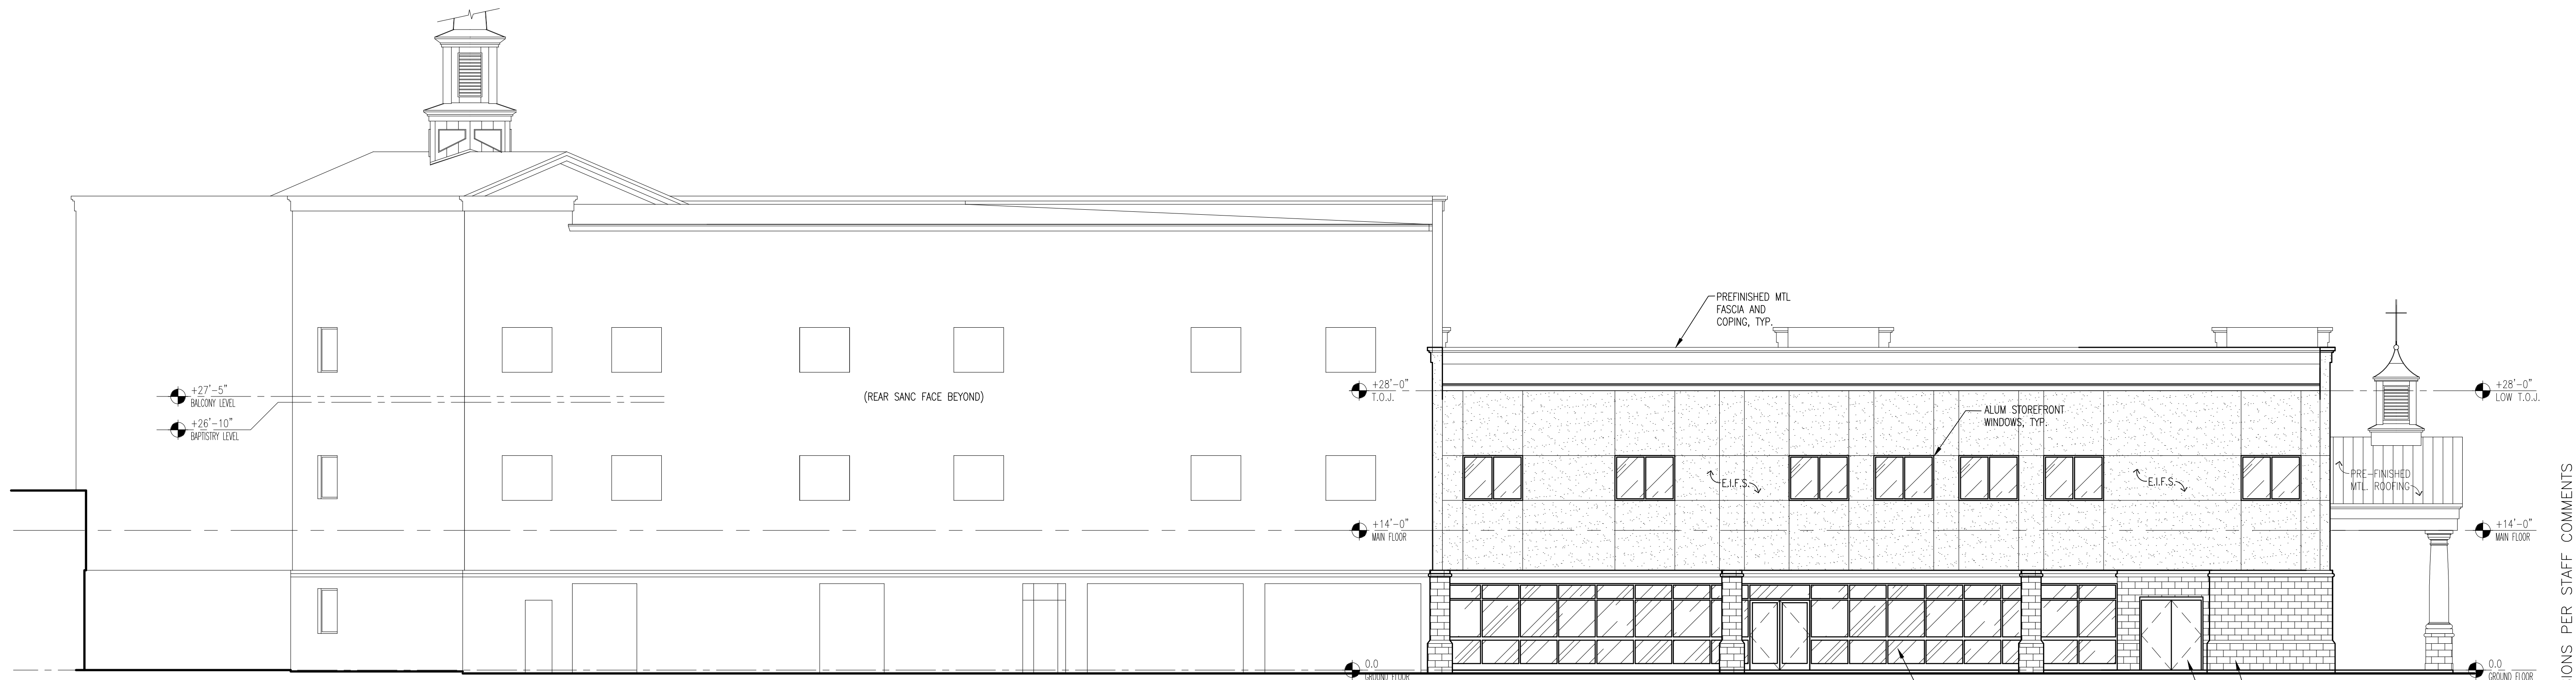 PREFINISHED MTL
FASCIA AND
COPING, TYP.
+27'-5"
BALCONY LEVEL
+26'-10"
BAPTISTRY LEVEL
(REAR SANC FACE BEYOND)
+28'-0"
T.O.J.
ALUM STOREFRONT
WINDOWS, TYP.
+28'-0"
LOW T.O.J.
E.I.F.S.
E.I.F.S.
PRE-FINISHED
MTL. ROOFING
+14'-0"
MAIN FLOOR
+14'-0"
MAIN FLOOR
0.0
GROUND FLOOR
0.0
GROUND FLOOR
PER STAFF COMMENTS